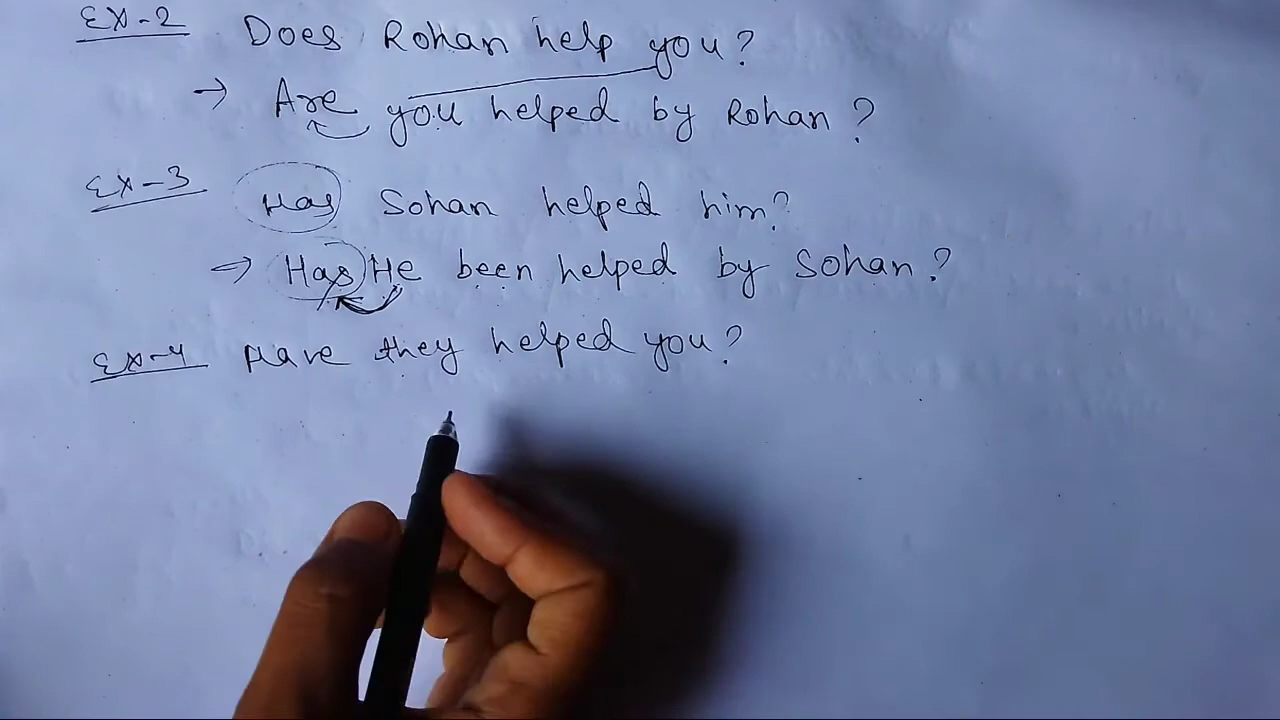 Ex-2 Does Rohan help you?
→ Are you helped by Rohan?
Ex-3 Has Sohan helped him?
→ Has He been helped by Sohan?
Ex-4 Have they helped you?